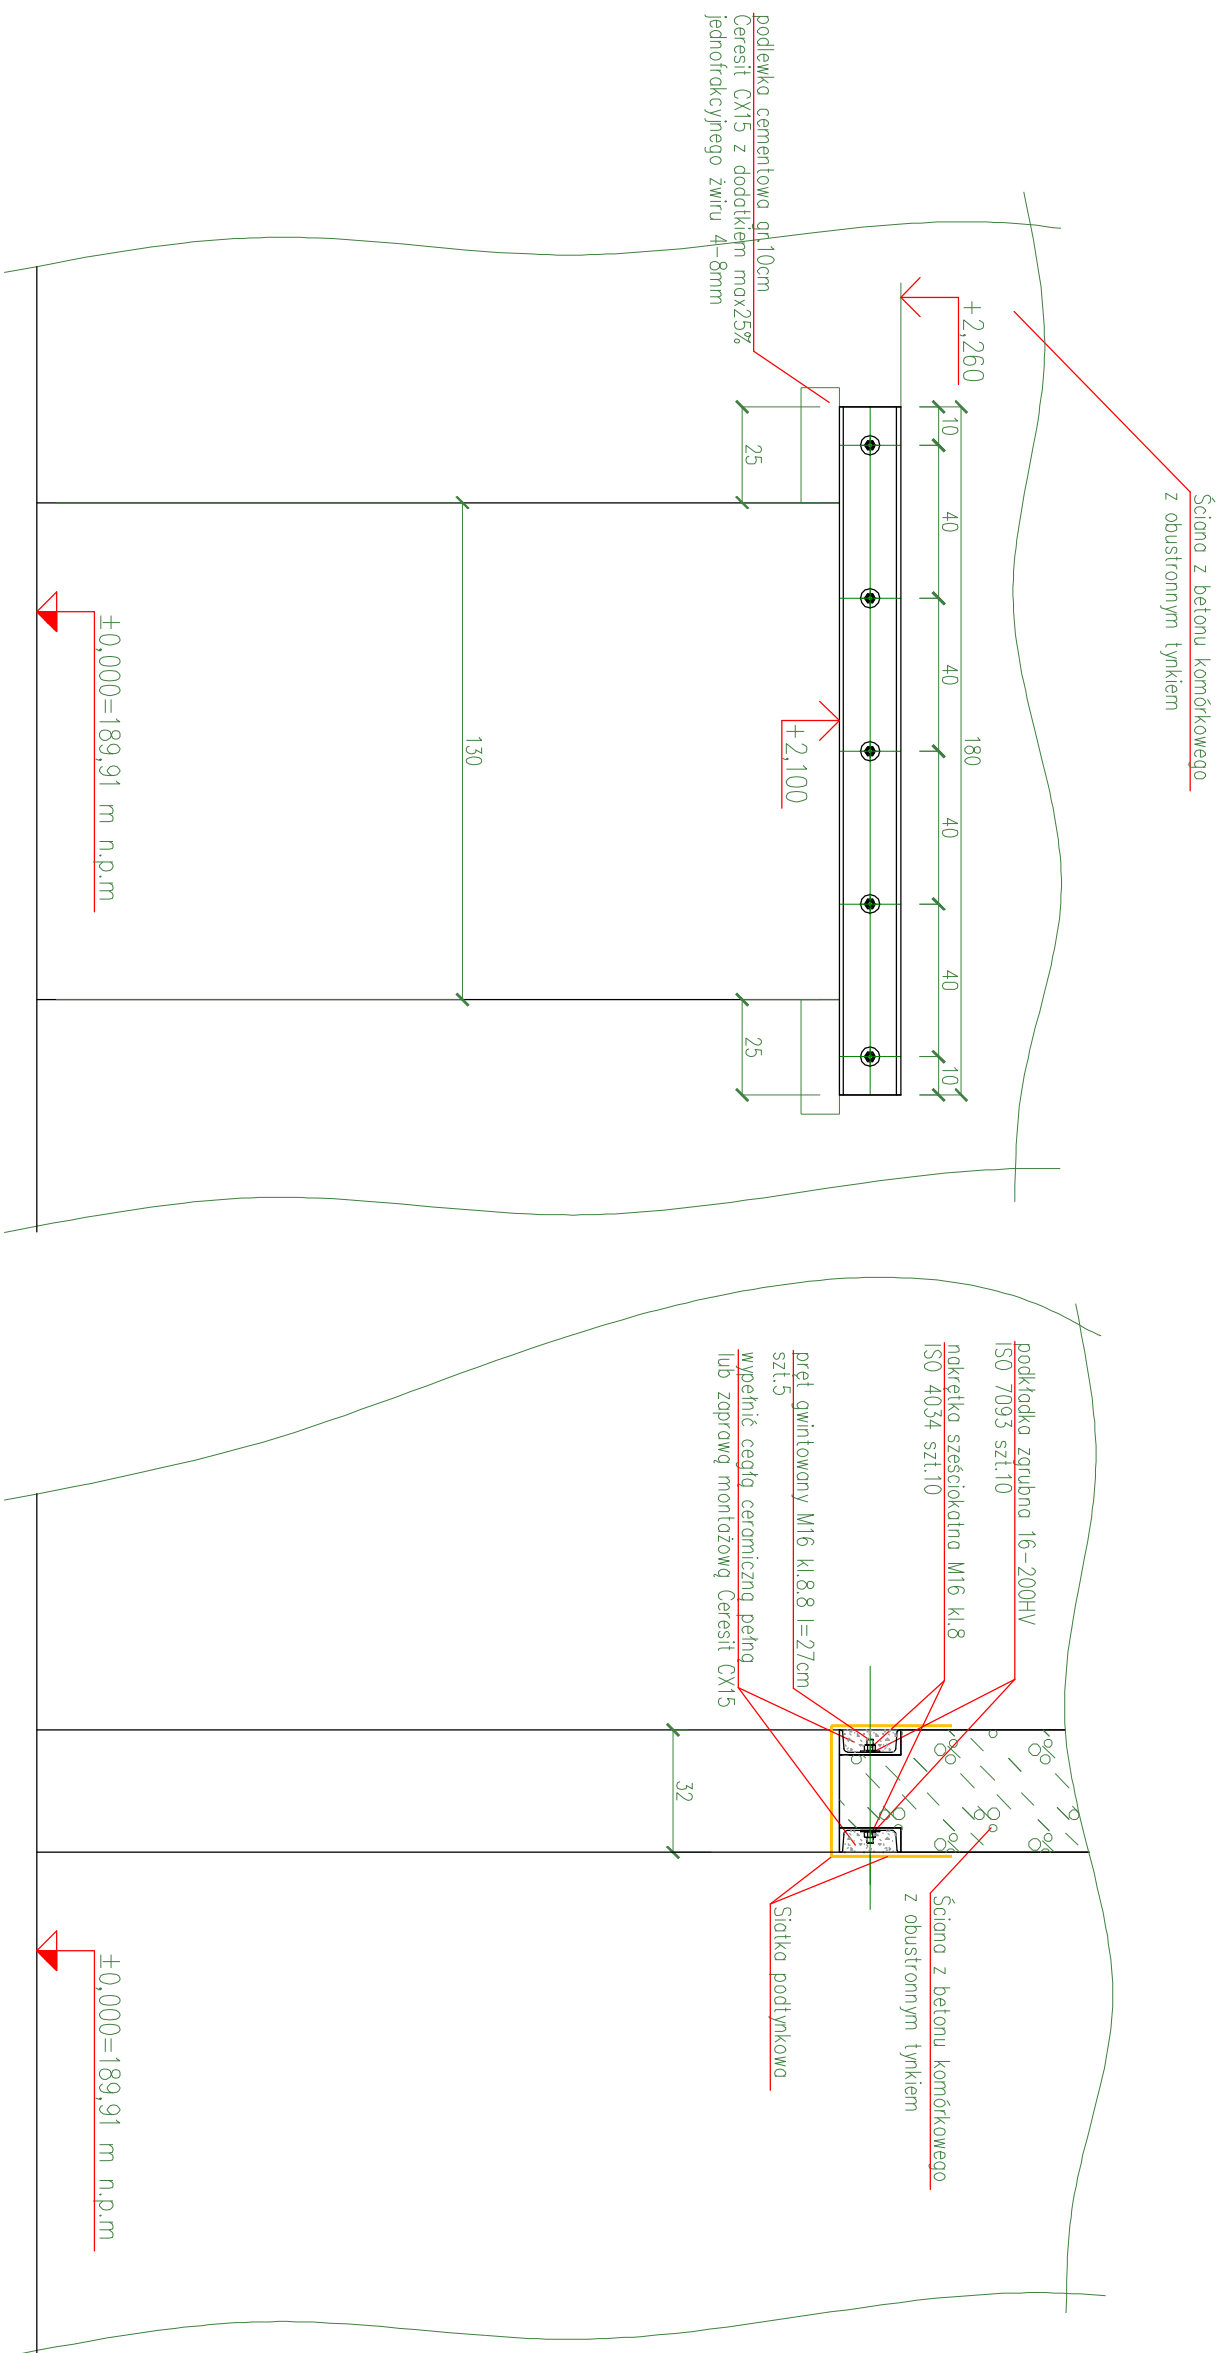 Ściana z betonu komórkowego
z obustronnym tynkiem
+2,260
180
10
40
40
40
40
10
podlewka cementowa gr.10cm
Ceresit CX15 z dodatkiem max25%
jednofrakcyjnego żwiru 4-8mm
+2,100
25
25
130
±0,000=189,91 m n.p.m
podkładka zgrubna 16-200HV
ISO 7093 szt.10
nakrętka sześciokatna M16 kl.8
ISO 4034 szt.10
pręt gwintowany M16 kl.8.8 l=27cm
szt.5
wypełnić cegłą ceramiczną pełną
lub zaprawą montażową Ceresit CX15
Ściana z betonu komórkowego
z obustronnym tynkiem
Siatka podtynkowa
32
±0,000=189,91 m n.p.m